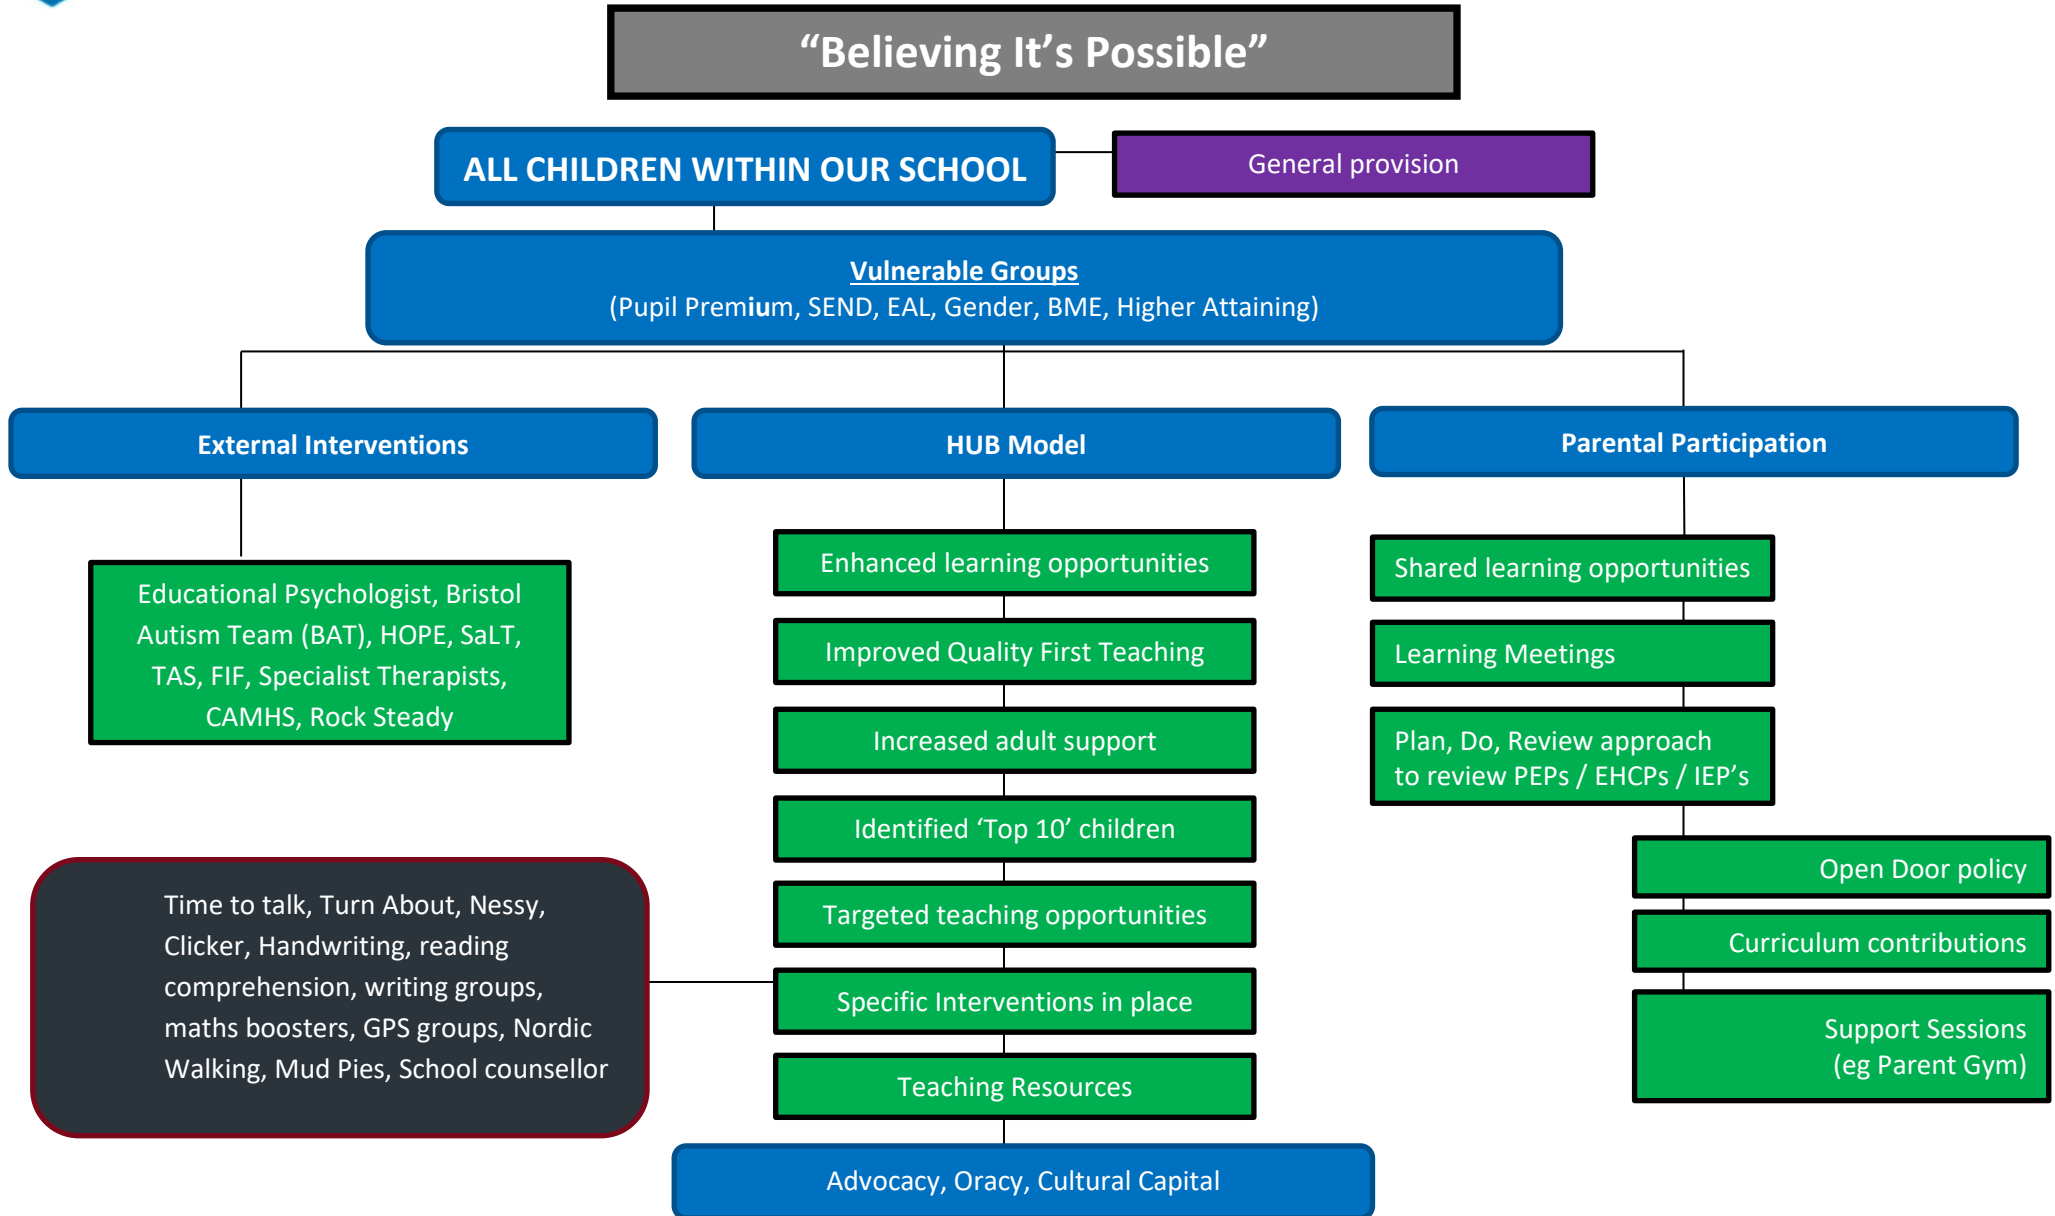 “Believing It’s Possible”
ALL CHILDREN WITHIN OUR SCHOOL
General provision
Vulnerable Groups
(Pupil Premium, SEND, EAL, Gender, BME, Higher Attaining)
External Interventions
HUB Model
Parental Participation
Educational Psychologist, Bristol
Autism Team (BAT), HOPE, SaLT,
TAS, FIF, Specialist Therapists,
CAMHS, Rock Steady
Time to talk, Turn About, Nessy,
Clicker, Handwriting, reading
comprehension, writing groups,
maths boosters, GPS groups, Nordic
Walking, Mud Pies, School counsellor
Enhanced learning opportunities
Improved Quality First Teaching
Increased adult support
Identified ‘Top 10’ children
Targeted teaching opportunities
Specific Interventions in place
Teaching Resources
Advocacy, Oracy, Cultural Capital
Shared learning opportunities
Learning Meetings
Plan, Do, Review approach
to review PEPs / EHCPs / IEP’s
Open Door policy
Curriculum contributions
Support Sessions
(eg Parent Gym)